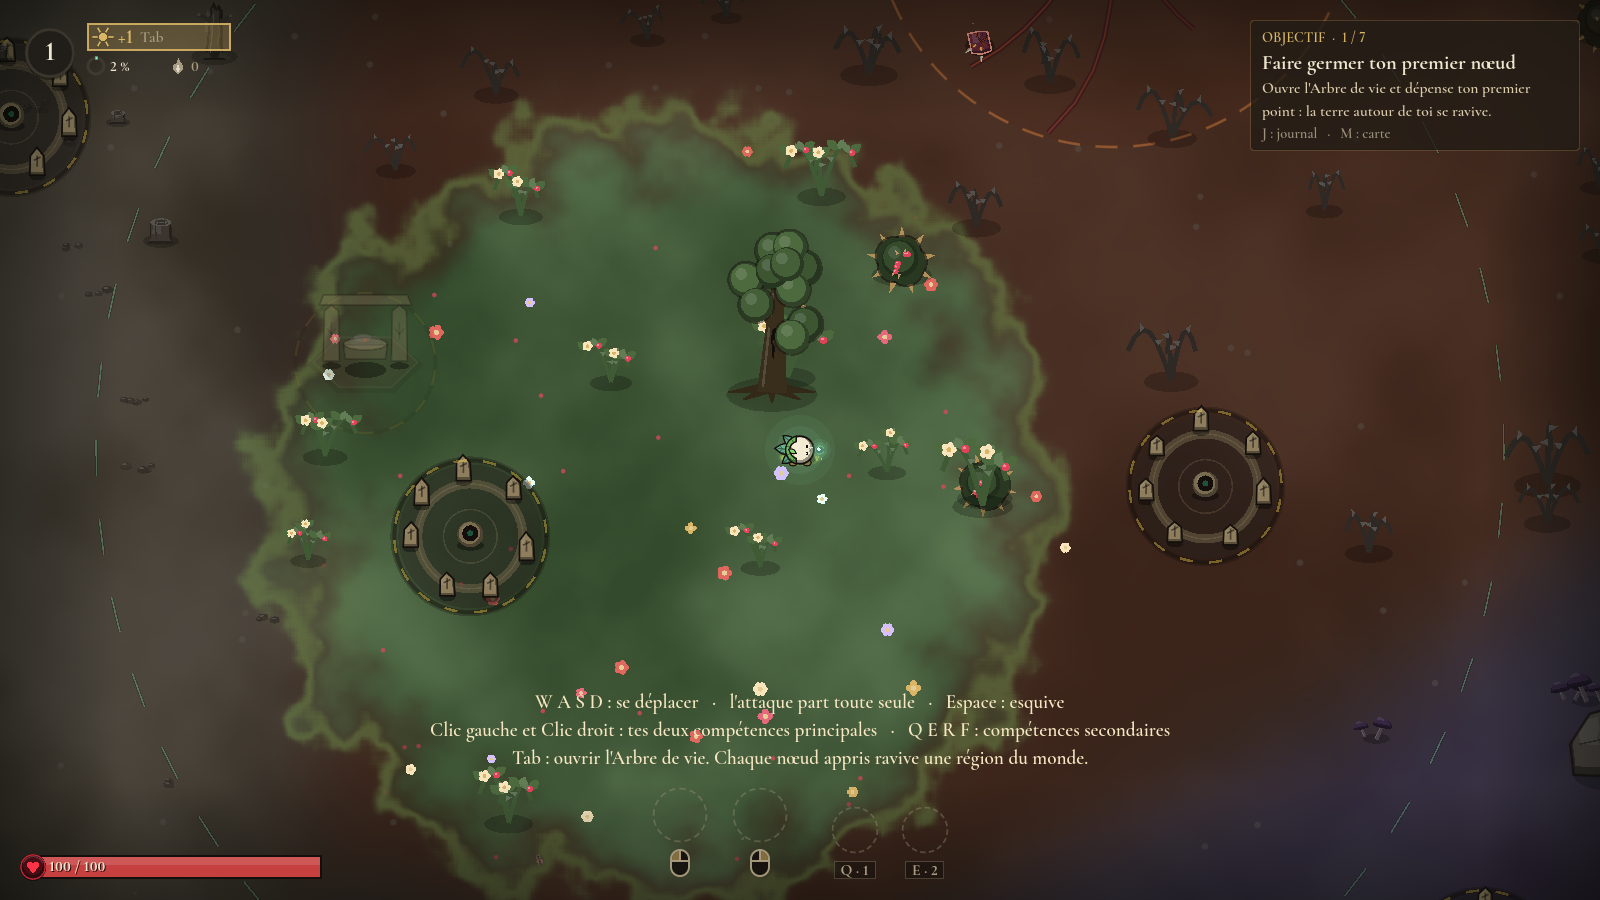 1
+1 Tab
2 %
0
OBJECTIF · 1 / 7
Faire germer ton premier nœud
Ouvre l'Arbre de vie et dépense ton premier
point : la terre autour de toi se ravive.
J : journal · M : carte
W A S D : se déplacer · l'attaque part toute seule · Espace : esquive
Clic gauche et Clic droit : tes deux compétences principales · Q E R F : compétences secondaires
Tab : ouvrir l'Arbre de vie. Chaque nœud appris ravive une région du monde.
100 / 100
Q · 1
E · 2